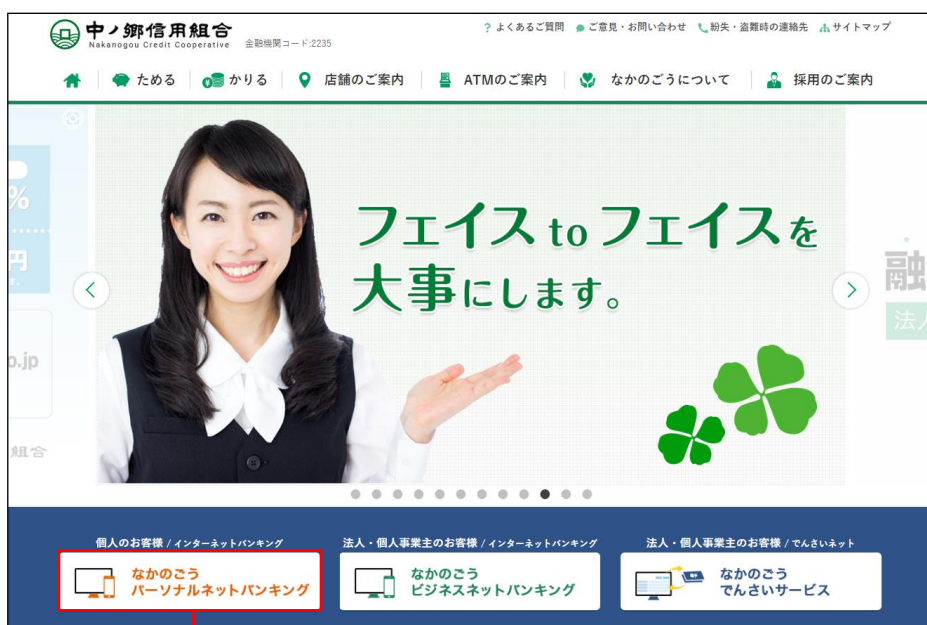 中ノ郷信用組合
Nakanogou Credit Cooperative
金融機関コード:2235
? よくあるご質問 ご意見・お問い合わせ 紛失・盗難時の連絡先 サイトマップ
ためる かりる 店舗のご案内 ATMのご案内 なかのごうについて 採用のご案内
%
円
フェイス to フェイスを
大事にします。
融
法人
o.jp
組合
個人のお客様 / インターネットバンキング
なかのごう
パーソナルネットバンキング
法人・個人事業主のお客様 / インターネットバンキング
なかのごう
ビジネスネットバンキング
法人・個人事業主のお客様 / でんさいネット
なかのごう
でんさいサービス